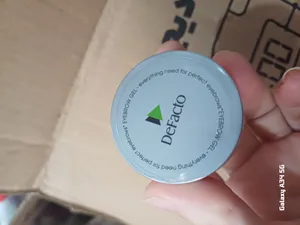 EYEBROW GEL - everything need for perfect eyebrows" EYEBROW GEL - everything need for perfect eyebrows"
DeFacto
Galaxy A34 5G